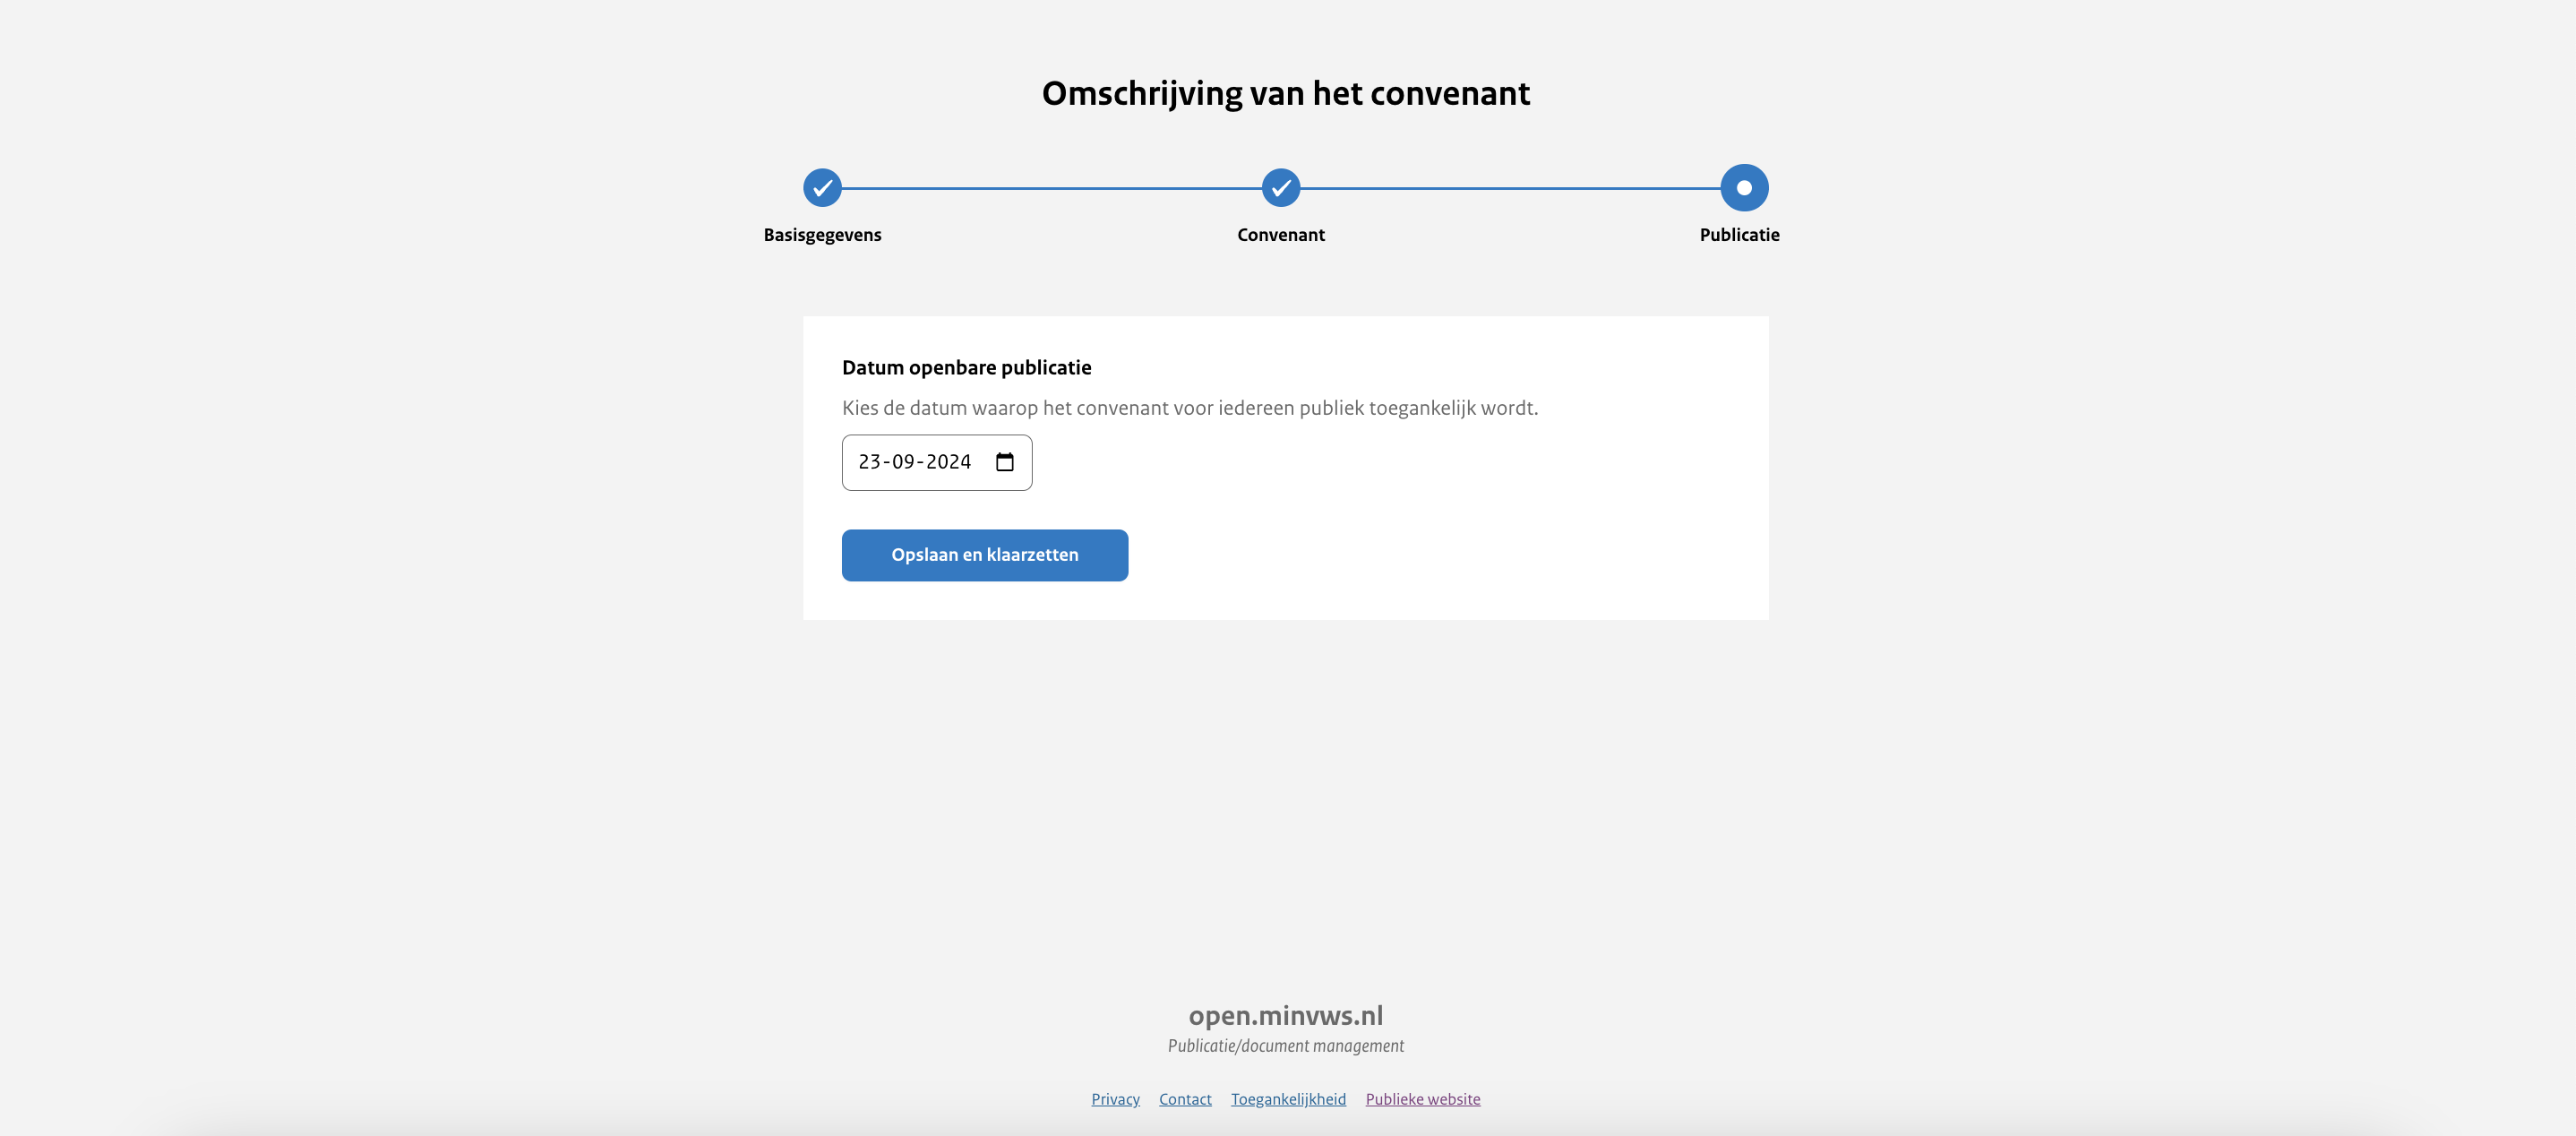 Omschrijving van het convenant
Basisgegevens
Convenant
Publicatie
Datum openbare publicatie
Kies de datum waarop het convenant voor iedereen publiek toegankelijk wordt.
23-09-2024
Opslaan en klaarzetten
open.minvws.nl
Publicatie/document management
Privacy Contact Toegankelijkheid Publieke website